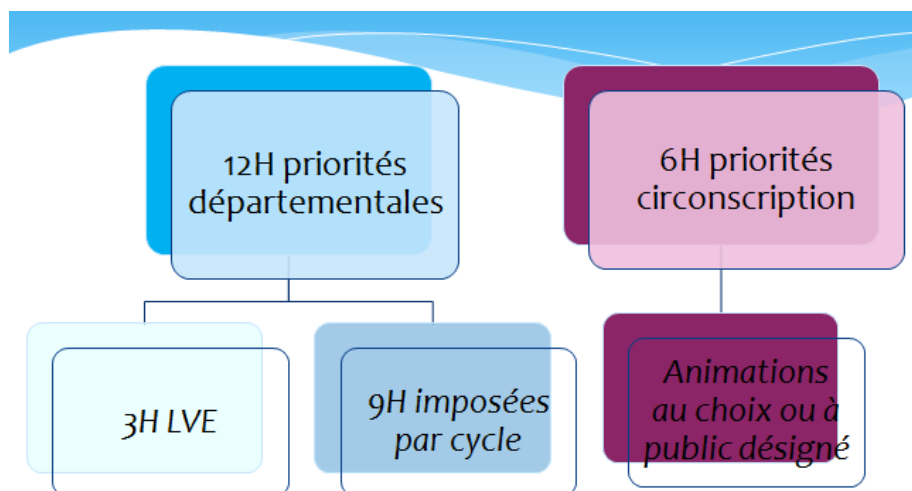 12H priorités
départementales
6H priorités
circonscription
3H LVE
9H imposées
par cycle
Animations
au choix ou à
public désigné